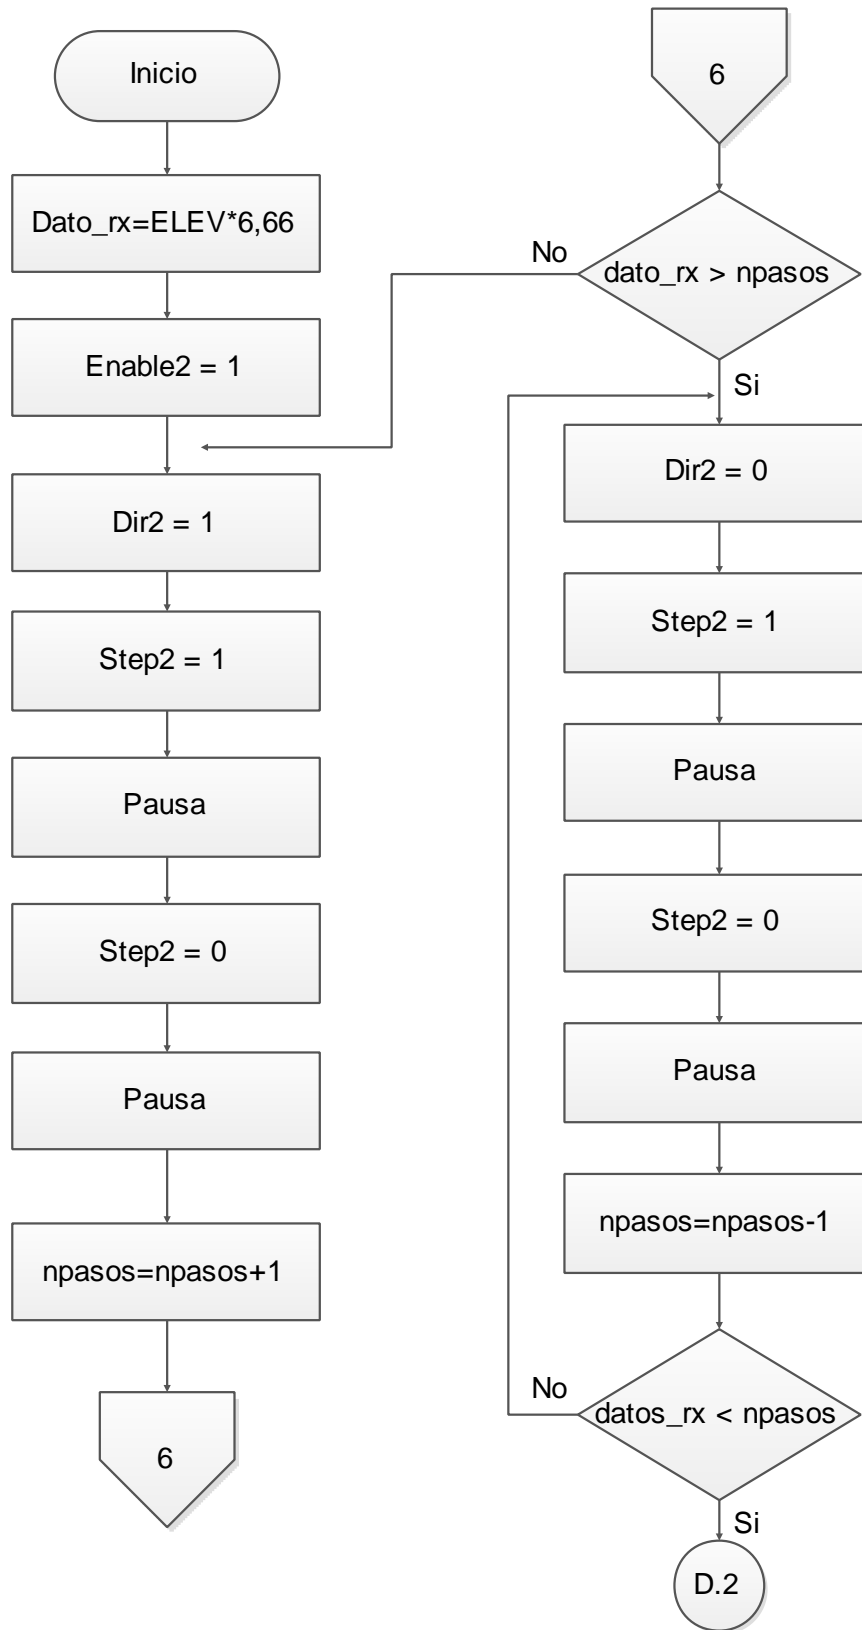 Inicio
Dato_rx=ELEV*6,66
Enable2 = 1
Dir2 = 1
Step2 = 1
Pausa
Step2 = 0
Pausa
npasos=npasos+1
6
6
dato_rx > npasos
No
Si
Dir2 = 0
Step2 = 1
Pausa
Step2 = 0
Pausa
npasos=npasos-1
datos_rx < npasos
No
Si
D.2